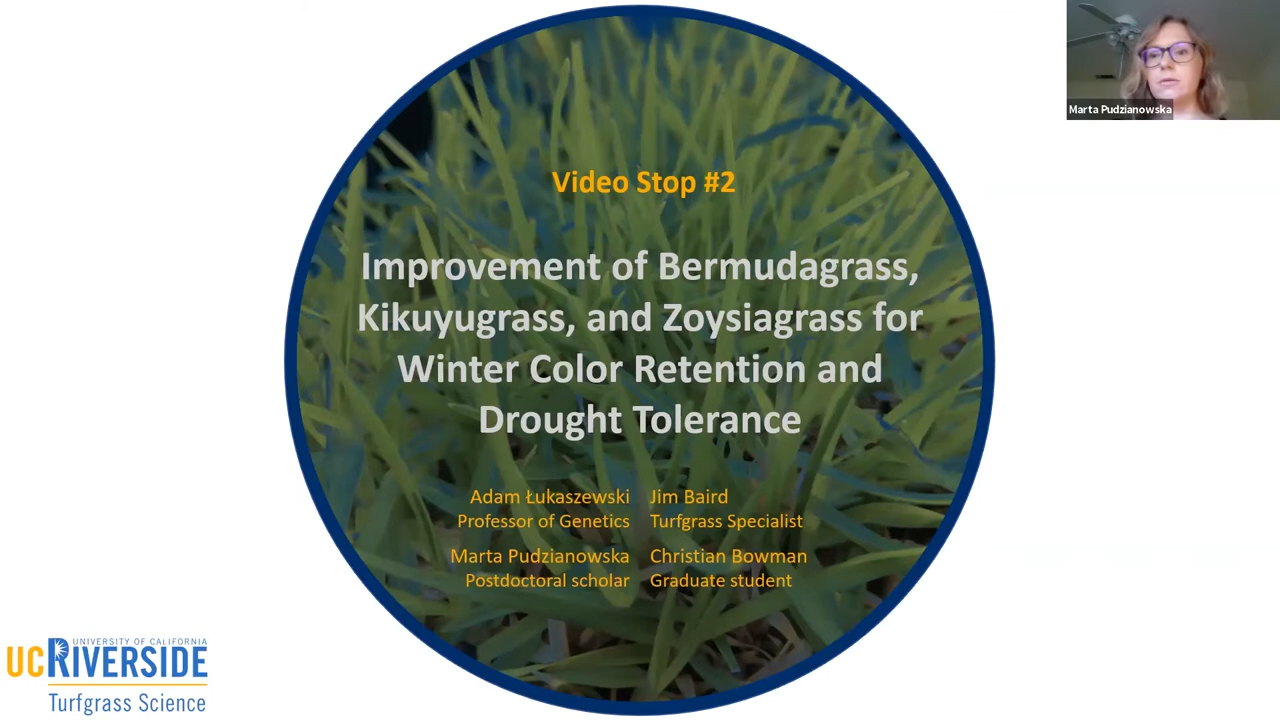 Video Stop #2
Improvement of Bermudagrass,
Kikuyugrass, and Zoysiagrass for
Winter Color Retention and
Drought Tolerance
Adam Łukaszewski
Professor of Genetics
Jim Baird
Turfgrass Specialist
Marta Pudzianowska
Postdoctoral scholar
Christian Bowman
Graduate student
Marta Pudzianowska
UNIVERSITY OF CALIFORNIA
UCRIVERSIDE
Turfgrass Science